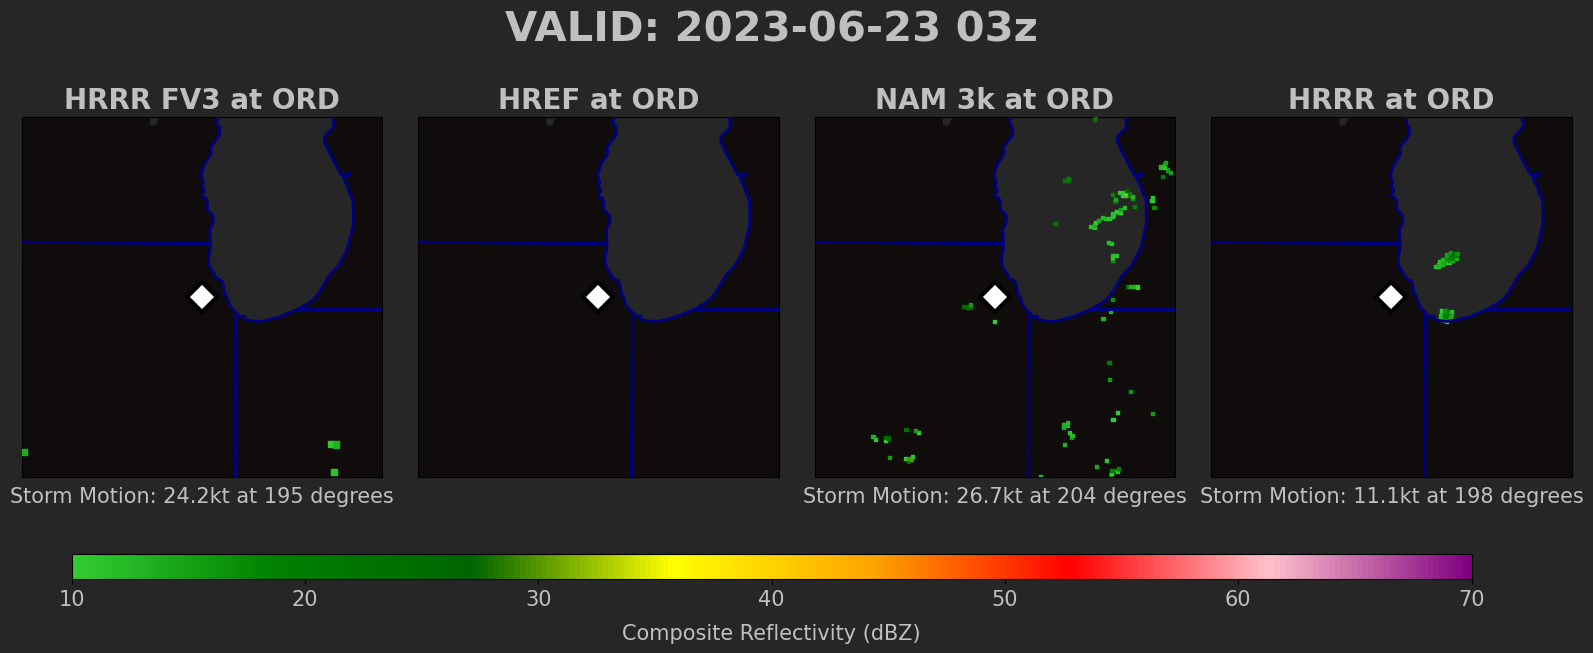 VALID: 2023-06-23 03z
HRRR FV3 at ORD
HREF at ORD
NAM 3k at ORD
HRRR at ORD
Storm Motion: 24.2kt at 195 degrees
Storm Motion: 26.7kt at 204 degrees
Storm Motion: 11.1kt at 198 degrees
10 20 30 40 50 60 70
Composite Reflectivity (dBZ)